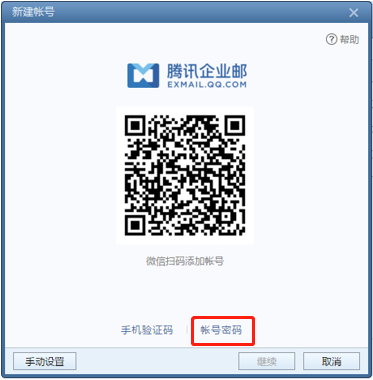 新建帐号
帮助
腾讯企业邮
EXMAIL.QQ.COM
微信扫码添加帐号
手机验证码 | 帐号密码
手动设置 继续 取消